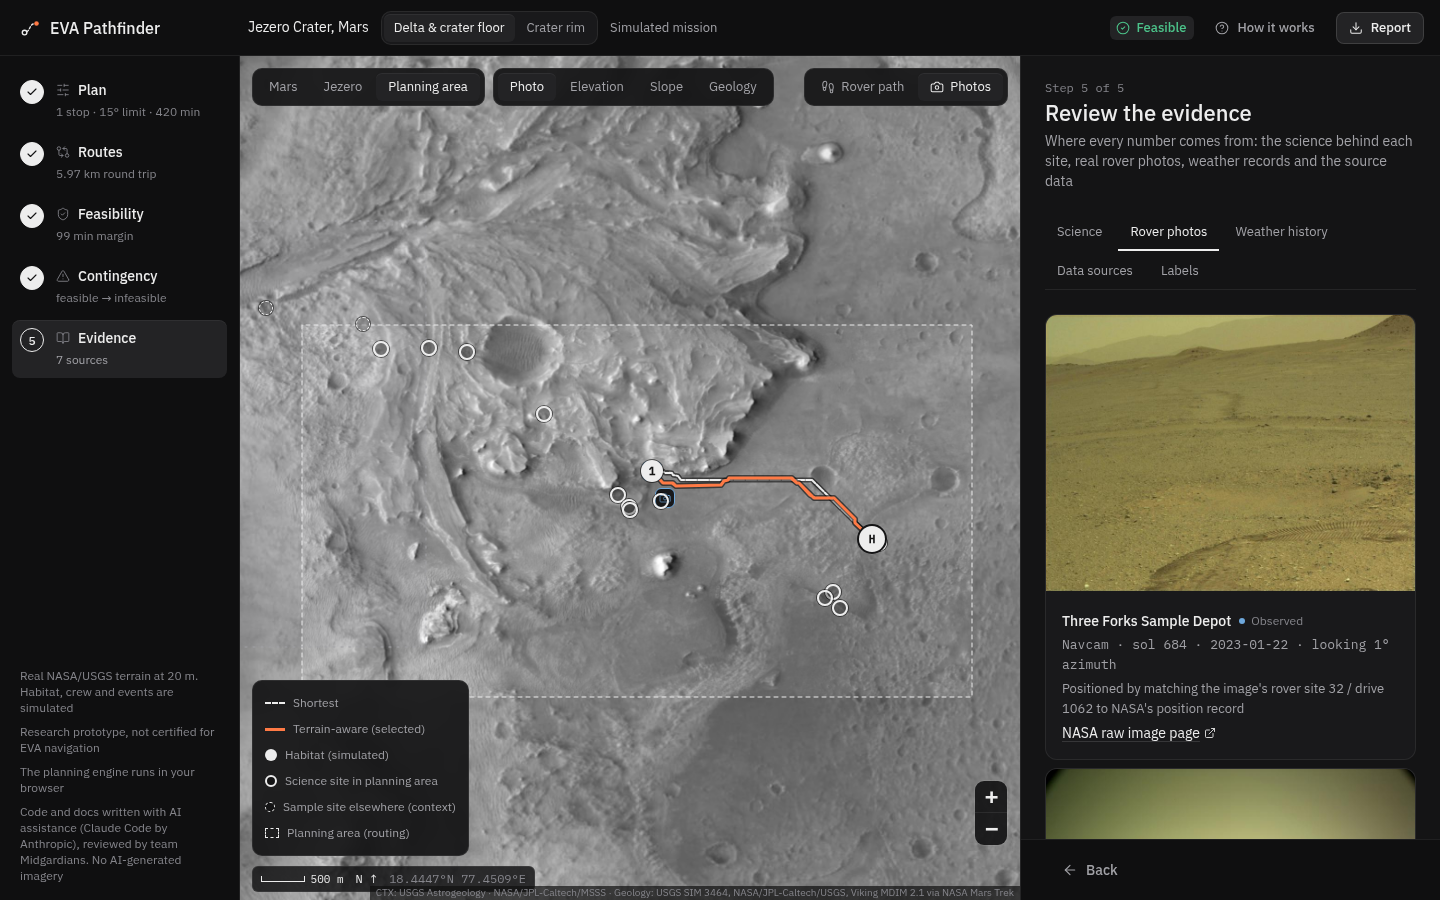 EVA Pathfinder
Jezero Crater, Mars
Delta & crater floor
Crater rim
Simulated mission
Feasible
How it works
Report
Plan
1 stop · 15° limit · 420 min
Routes
5.97 km round trip
Feasibility
99 min margin
Contingency
feasible → infeasible
5
Evidence
7 sources
Real NASA/USGS terrain at 20 m.
Habitat, crew and events are
simulated
Research prototype, not certified for
EVA navigation
The planning engine runs in your
browser
Code and docs written with AI
assistance (Claude Code by
Anthropic), reviewed by team
Midgardians. No AI-generated
imagery
Mars
Jezero
Planning area
Photo
Elevation
Slope
Geology
Rover path
Photos
1
H
Shortest
Terrain-aware (selected)
Habitat (simulated)
Science site in planning area
Sample site elsewhere (context)
Planning area (routing)
+
−
500 m N ↑ 18.4447°N 77.4509°E
CTX: USGS Astrogeology · NASA/JPL-Caltech/MSSS · Geology: USGS SIM 3464, NASA/JPL-Caltech/USGS, Viking MDIM 2.1 via NASA Mars Trek
Step 5 of 5
Review the evidence
Where every number comes from: the science behind each
site, real rover photos, weather records and the source
data
Science
Rover photos
Weather history
Data sources
Labels
Three Forks Sample Depot
Observed
Navcam · sol 684 · 2023-01-22 · looking 1°
azimuth
Positioned by matching the image's rover site 32 / drive
1062 to NASA's position record
NASA raw image page
Back